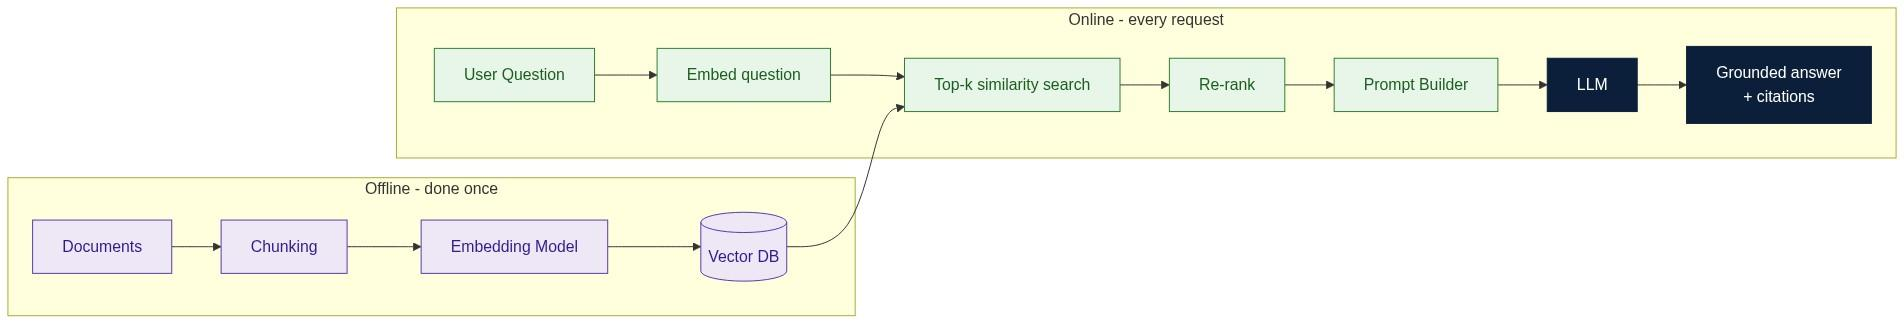 Online - every request
User Question
Embed question
Top-k similarity search
Re-rank
Prompt Builder
LLM
Grounded answer
+ citations
Offline - done once
Documents
Chunking
Embedding Model
Vector DB